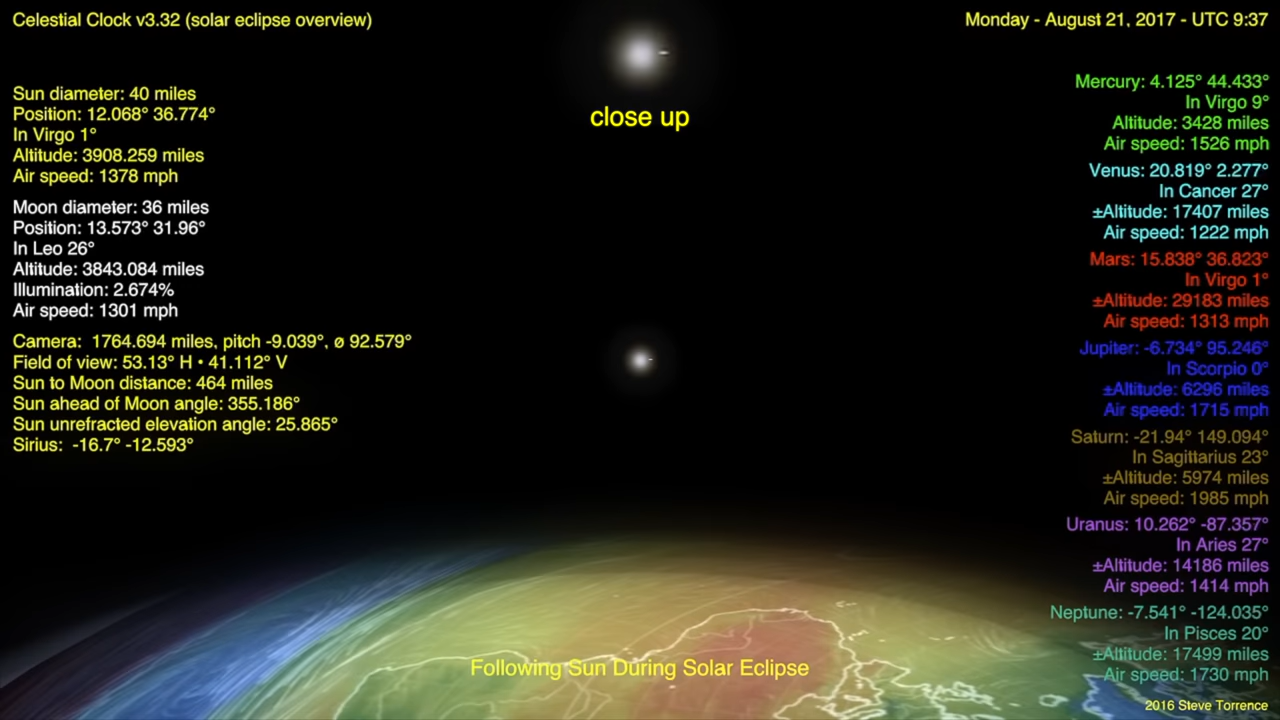 Celestial Clock v3.32 (solar eclipse overview)
Monday - August 21, 2017 - UTC 9:37
close up
Sun diameter: 40 miles
Position: 12.068° 36.774°
In Virgo 1°
Altitude: 3908.259 miles
Air speed: 1378 mph
Moon diameter: 36 miles
Position: 13.573° 31.96°
In Leo 26°
Altitude: 3843.084 miles
Illumination: 2.674%
Air speed: 1301 mph
Camera:  1764.694 miles, pitch -9.039°, ø 92.579°
Field of view: 53.13° H • 41.112° V
Sun to Moon distance: 464 miles
Sun ahead of Moon angle: 355.186°
Sun unrefracted elevation angle: 25.865°
Sirius:  -16.7° -12.593°
Mercury: 4.125° 44.433°
In Virgo 9°
Altitude: 3428 miles
Air speed: 1526 mph
Venus: 20.819° 2.277°
In Cancer 27°
±Altitude: 17407 miles
Air speed: 1222 mph
Mars: 15.838° 36.823°
In Virgo 1°
±Altitude: 29183 miles
Air speed: 1313 mph
Jupiter: -6.734° 95.246°
In Scorpio 0°
±Altitude: 6296 miles
Air speed: 1715 mph
Saturn: -21.94° 149.094°
In Sagittarius 23°
±Altitude: 5974 miles
Air speed: 1985 mph
Uranus: 10.262° -87.357°
In Aries 27°
±Altitude: 14186 miles
Air speed: 1414 mph
Neptune: -7.541° -124.035°
In Pisces 20°
±Altitude: 17499 miles
Air speed: 1730 mph
Following Sun During Solar Eclipse
2016 Steve Torrence